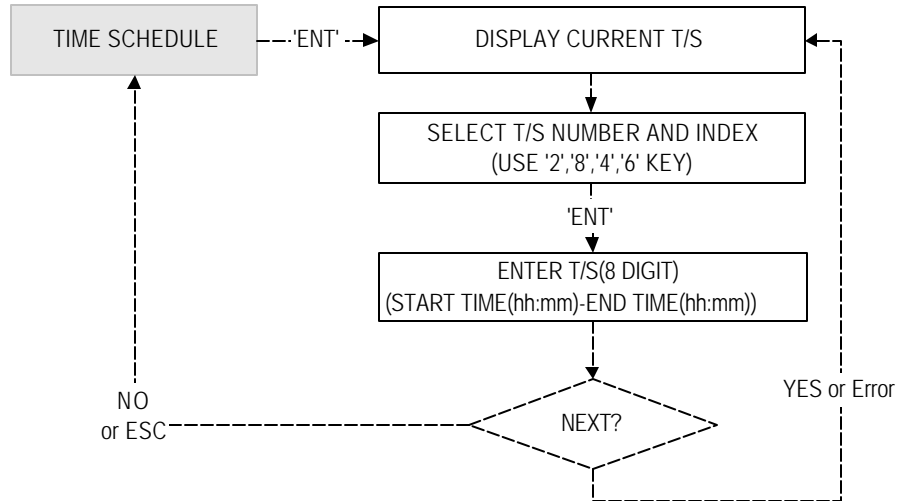 TIME SCHEDULE
'ENT'
DISPLAY CURRENT T/S
SELECT T/S NUMBER AND INDEX
(USE '2','8','4','6' KEY)
'ENT'
ENTER T/S(8 DIGIT)
(START TIME(hh:mm)-END TIME(hh:mm))
YES or Error
NO
or ESC
NEXT?